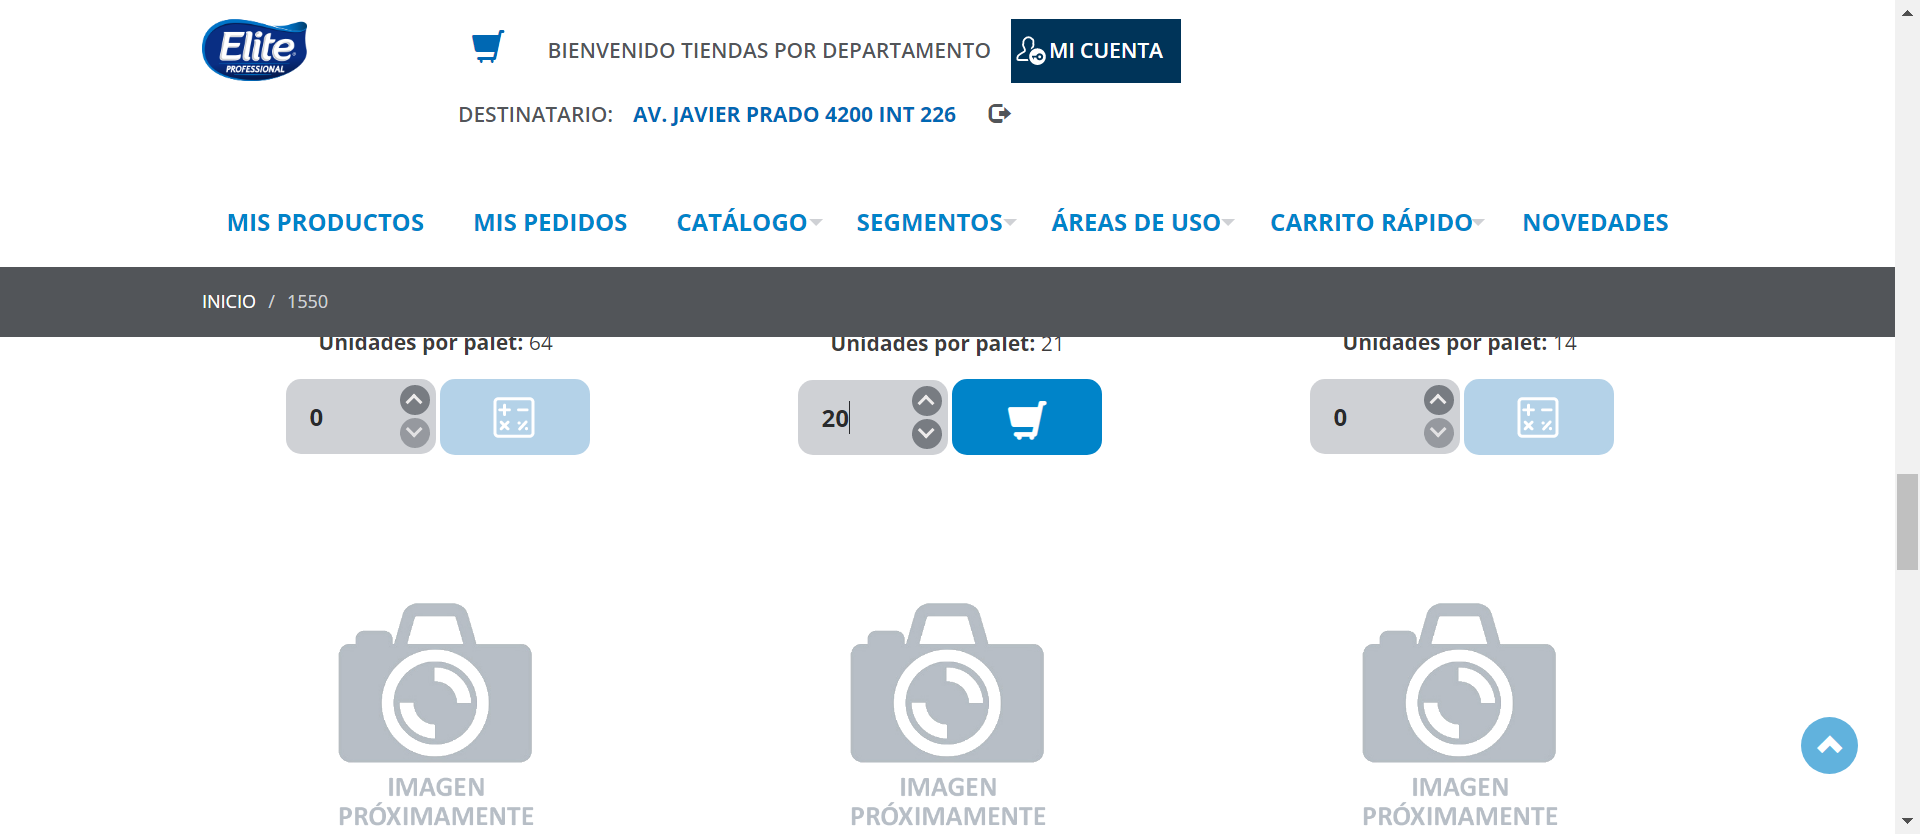 Elite
PROFESSIONAL
BIENVENIDO TIENDAS POR DEPARTAMENTO
MI CUENTA
DESTINATARIO: AV. JAVIER PRADO 4200 INT 226
MIS PRODUCTOS MIS PEDIDOS CATÁLOGO SEGMENTOS ÁREAS DE USO CARRITO RÁPIDO NOVEDADES
INICIO / 1550
Unidades por palet: 64 Unidades por palet: 21 Unidades por palet: 14
0 20 0
IMAGEN IMAGEN IMAGEN
PRÓXIMAMENTE PRÓXIMAMENTE PRÓXIMAMENTE